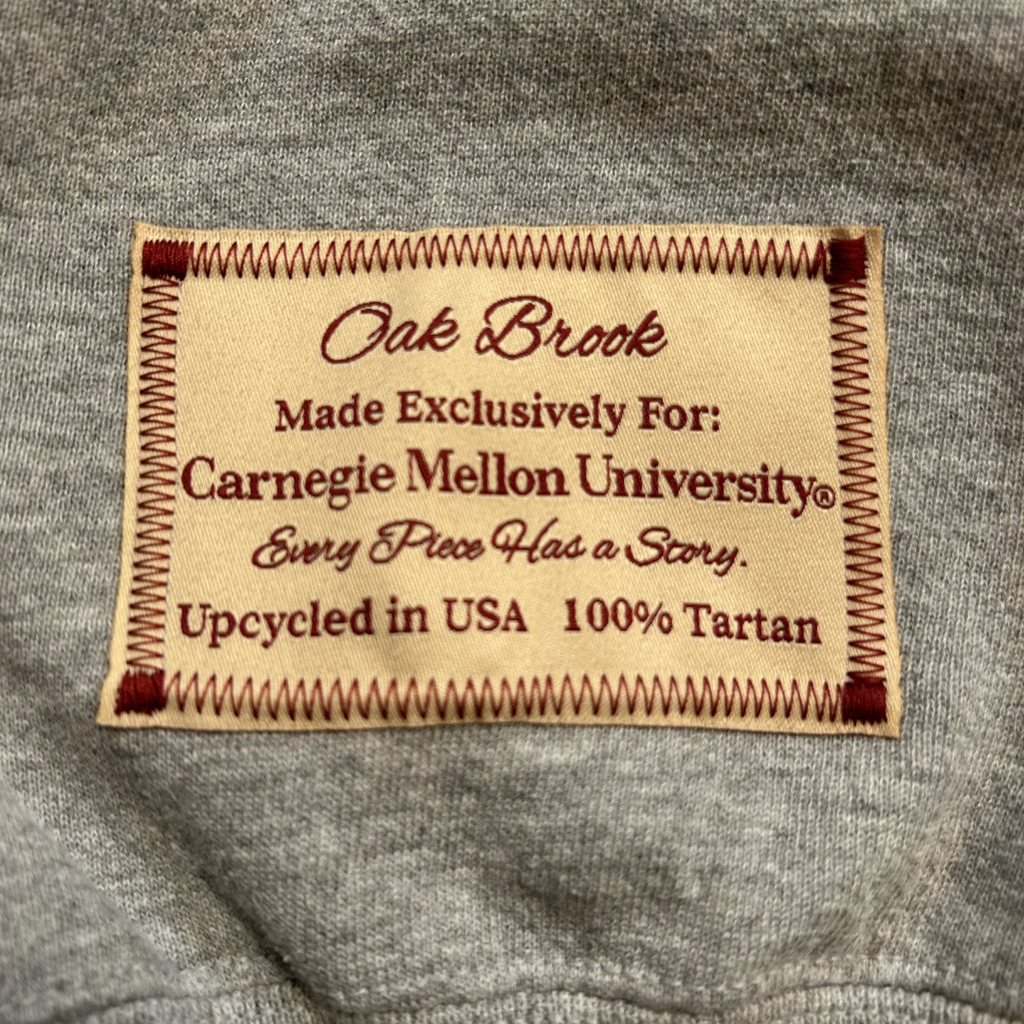 Oak Brook
Made Exclusively For:
Carnegie Mellon University®
Every Piece Has a Story.
Upcycled in USA 100% Tartan